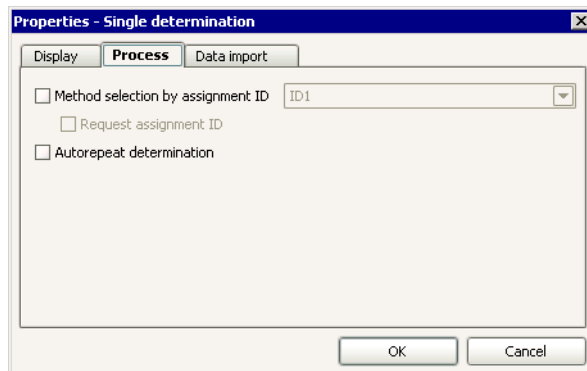 Properties - Single determination
Display Process Data import
Method selection by assignment ID ID1
Request assignment ID
Autorepeat determination
OK Cancel